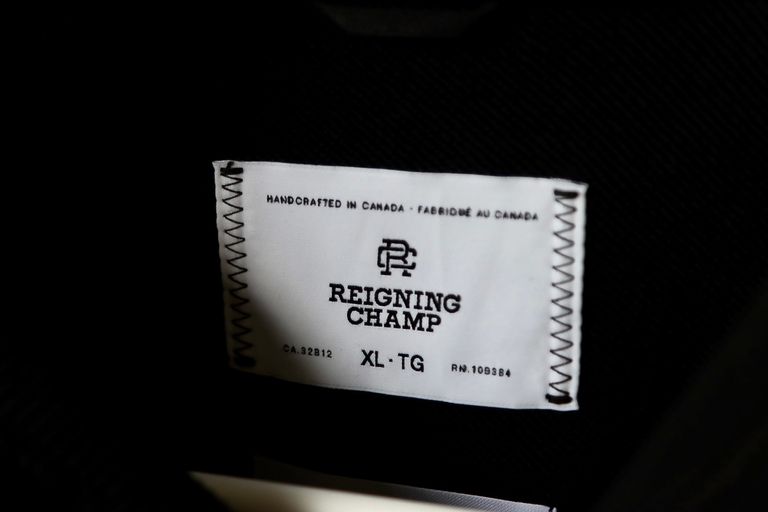 HANDCRAFTED IN CANADA - FABRIQUÉ AU CANADA
RC
REIGNING
CHAMP
CA.32812 XL - TG RN.109384